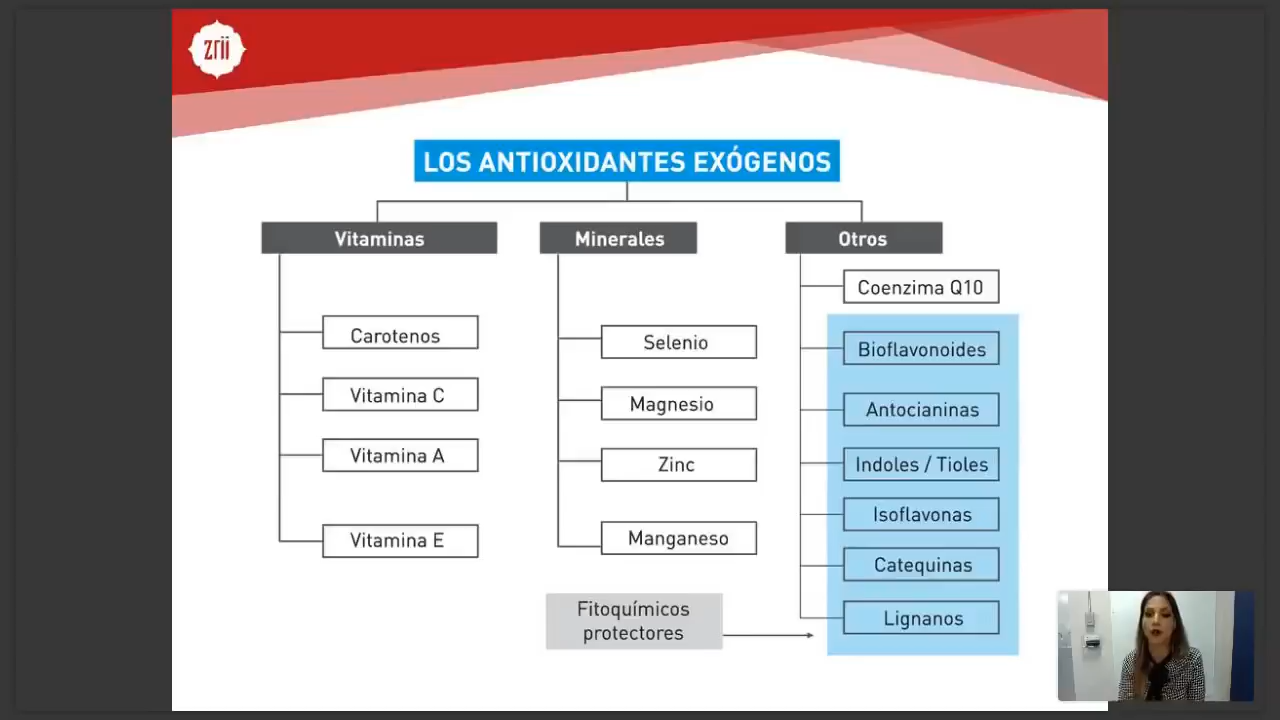 zrii
LOS ANTIOXIDANTES EXÓGENOS
Vitaminas
Carotenos
Vitamina C
Vitamina A
Vitamina E
Minerales
Selenio
Magnesio
Zinc
Manganeso
Otros
Coenzima Q10
Bioflavonoides
Antocianinas
Indoles / Tioles
Isoflavonas
Catequinas
Lignanos
Fitoquímicos
protectores